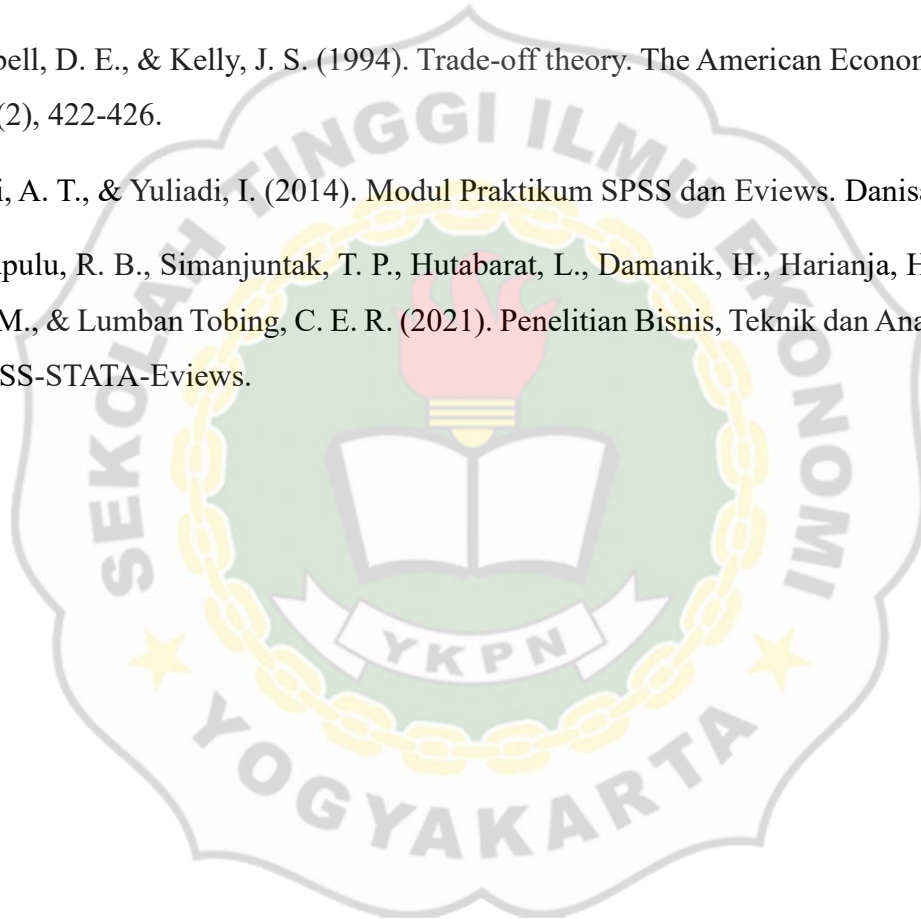 bell, D. E., & Kelly, J. S. (1994). Trade-off theory. The American Econom
(2), 422-426.
i, A. T., & Yuliadi, I. (2014). Modul Praktikum SPSS dan Eviews. Danisa
pulu, R. B., Simanjuntak, T. P., Hutabarat, L., Damanik, H., Harianja, H
M., & Lumban Tobing, C. E. R. (2021). Penelitian Bisnis, Teknik dan Ana
SS-STATA-Eviews.
SEKOLAH TINGGI ILMU EKONOMI
YKPN
YOGYAKARTA